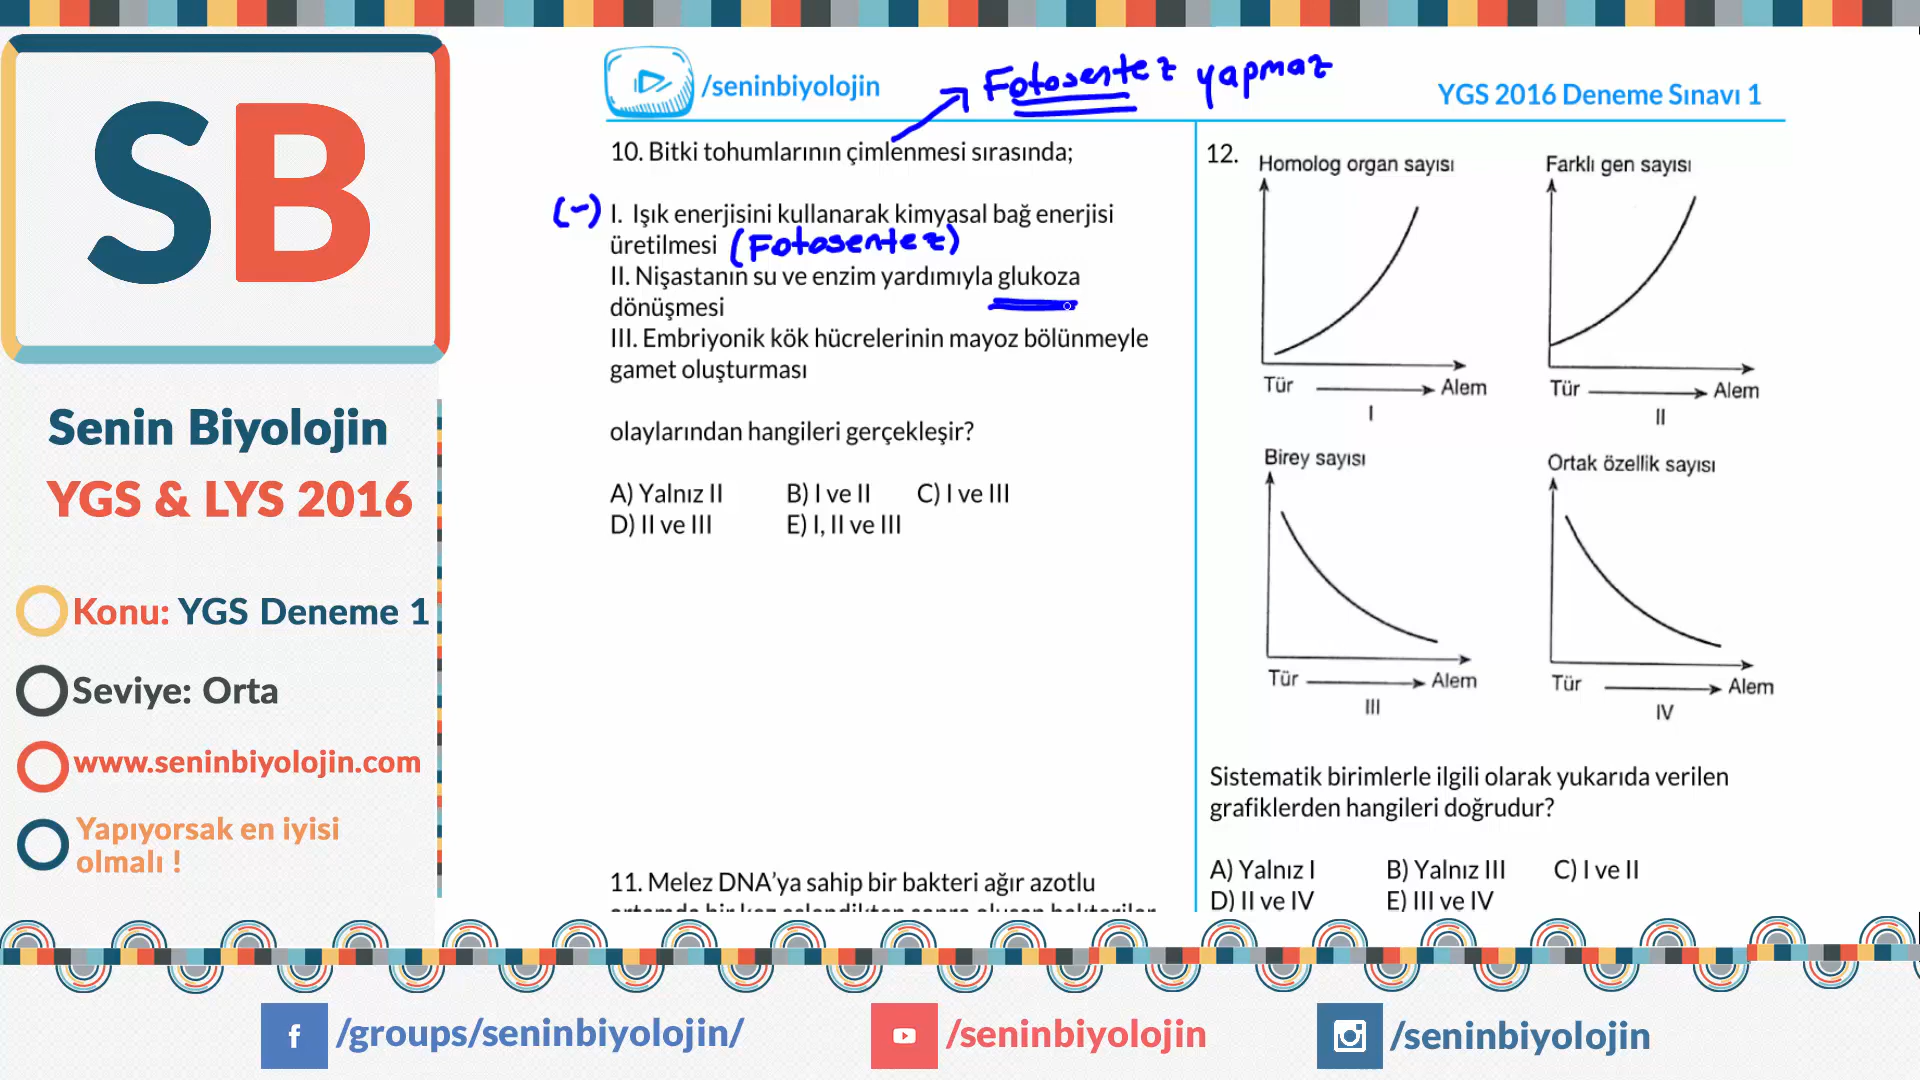 SB
Senin Biyolojin
YGS & LYS 2016
Konu: YGS Deneme 1
Seviye: Orta
www.seninbiyolojin.com
Yapıyorsak en iyisi
olmalı !
/seninbiyolojin
Fotosentez yapmaz
YGS 2016 Deneme Sınavı 1
10. Bitki tohumlarının çimlenmesi sırasında;
(-) I. Işık enerjisini kullanarak kimyasal bağ enerjisi
üretilmesi (Fotosentez)
II. Nişastanın su ve enzim yardımıyla glukoza
dönüşmesi
III. Embriyonik kök hücrelerinin mayoz bölünmeyle
gamet oluşturması
olaylarından hangileri gerçekleşir?
A) Yalnız II B) I ve II C) I ve III
D) II ve III E) I, II ve III
11. Melez DNA'ya sahip bir bakteri ağır azotlu
12.
Homolog organ sayısı
Tür Alem
I
Farklı gen sayısı
Tür Alem
II
Birey sayısı
Tür Alem
III
Ortak özellik sayısı
Tür Alem
IV
Sistematik birimlerle ilgili olarak yukarıda verilen
grafiklerden hangileri doğrudur?
A) Yalnız I B) Yalnız III C) I ve II
D) II ve IV E) III ve IV
f /groups/seninbiyolojin/
/seninbiyolojin
/seninbiyolojin